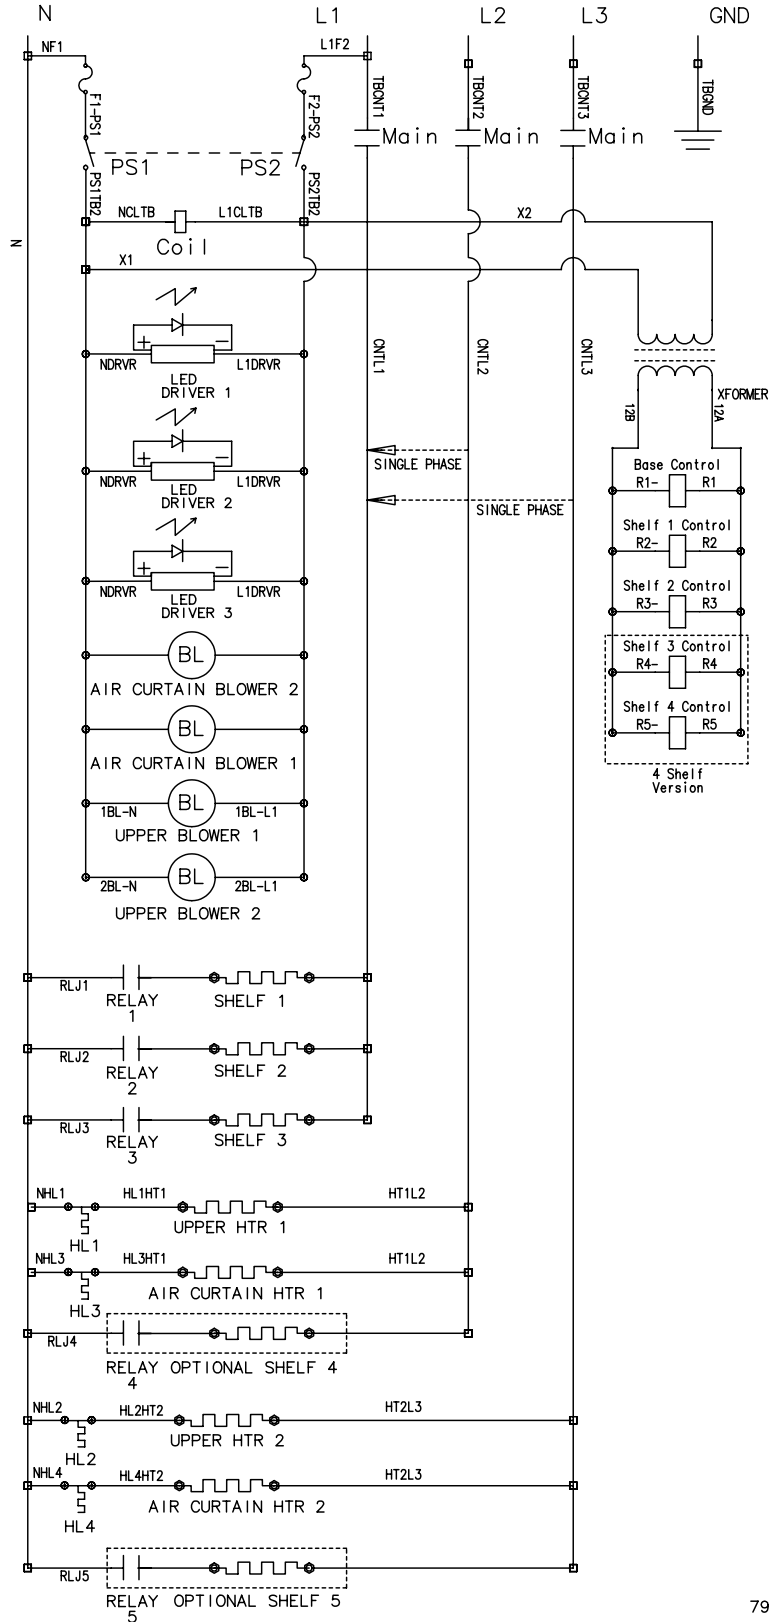 N L1 L2 L3 GND
NF1 L1F2
TBCNT1 TBCNT2 TBCNT3 TBGND
F1-PS1 F2-PS2
Main Main Main
PS1 PS2
PS1TB2 PS2TB2
NCLTB L1CLTB X2
Coil
N
X1
CNTL1 CNTL2 CNTL3
+ −
NDRVR L1DRVR
LED
DRIVER 1
XFORMER
12B 12A
+ −
NDRVR L1DRVR
LED
DRIVER 2
SINGLE PHASE
SINGLE PHASE
Base Control
R1- R1
Shelf 1 Control
R2- R2
+ −
NDRVR L1DRVR
LED
DRIVER 3
Shelf 2 Control
R3- R3
Shelf 3 Control
R4- R4
Shelf 4 Control
R5- R5
4 Shelf
Version
BL
AIR CURTAIN BLOWER 2
BL
AIR CURTAIN BLOWER 1
BL
1BL-N 1BL-L1
UPPER BLOWER 1
BL
2BL-N 2BL-L1
UPPER BLOWER 2
RLJ1
RELAY
1
SHELF 1
RLJ2
RELAY
2
SHELF 2
RLJ3
RELAY
3
SHELF 3
NHL1 HL1HT1 HT1L2
HL1
UPPER HTR 1
NHL3 HL3HT1 HT1L2
HL3
AIR CURTAIN HTR 1
RLJ4
RELAY OPTIONAL SHELF 4
4
NHL2 HL2HT2 HT2L3
HL2
UPPER HTR 2
NHL4 HL4HT2 HT2L3
HL4
AIR CURTAIN HTR 2
RLJ5
RELAY OPTIONAL SHELF 5
5
79